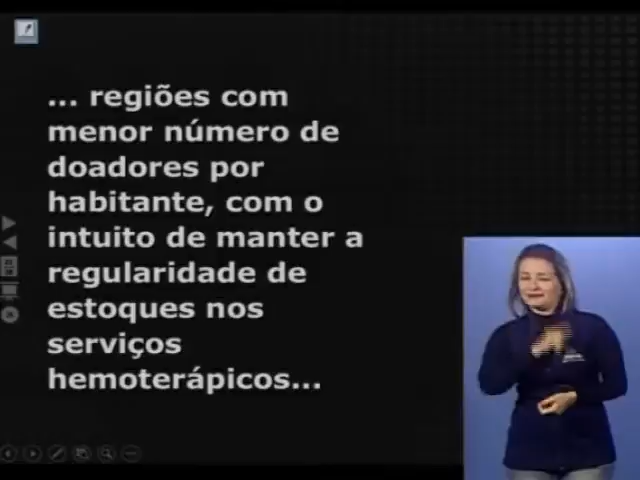 ... regiões com
menor número de
doadores por
habitante, com o
intuito de manter a
regularidade de
estoques nos
serviços
hemoterápicos...